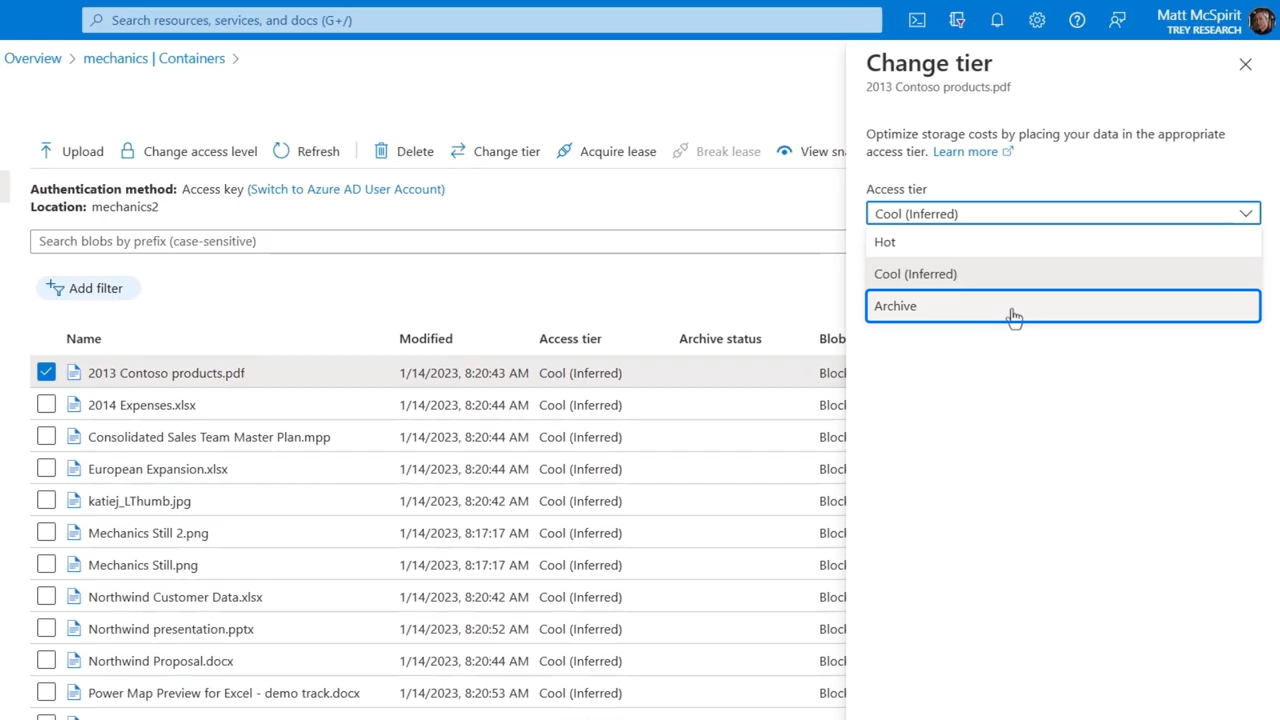 Search resources, services, and docs (G+/)
Matt McSpirit
TREY RESEARCH
Overview > mechanics | Containers >
Change tier
2013 Contoso products.pdf
Optimize storage costs by placing your data in the appropriate
access tier. Learn more
Access tier
Cool (Inferred)
Hot
Cool (Inferred)
Archive
Upload Change access level Refresh Delete Change tier Acquire lease Break lease View sna
Authentication method: Access key (Switch to Azure AD User Account)
Location: mechanics2
Search blobs by prefix (case-sensitive)
Add filter
Name Modified Access tier Archive status Blob
2013 Contoso products.pdf 1/14/2023, 8:20:43 AM Cool (Inferred) Block
2014 Expenses.xlsx 1/14/2023, 8:20:44 AM Cool (Inferred) Block
Consolidated Sales Team Master Plan.mpp 1/14/2023, 8:20:44 AM Cool (Inferred) Block
European Expansion.xlsx 1/14/2023, 8:20:44 AM Cool (Inferred) Block
katiej_LThumb.jpg 1/14/2023, 8:20:42 AM Cool (Inferred) Block
Mechanics Still 2.png 1/14/2023, 8:17:17 AM Cool (Inferred) Block
Mechanics Still.png 1/14/2023, 8:17:17 AM Cool (Inferred) Block
Northwind Customer Data.xlsx 1/14/2023, 8:20:42 AM Cool (Inferred) Block
Northwind presentation.pptx 1/14/2023, 8:20:52 AM Cool (Inferred) Block
Northwind Proposal.docx 1/14/2023, 8:20:44 AM Cool (Inferred) Block
Power Map Preview for Excel - demo track.docx 1/14/2023, 8:20:53 AM Cool (Inferred) Block